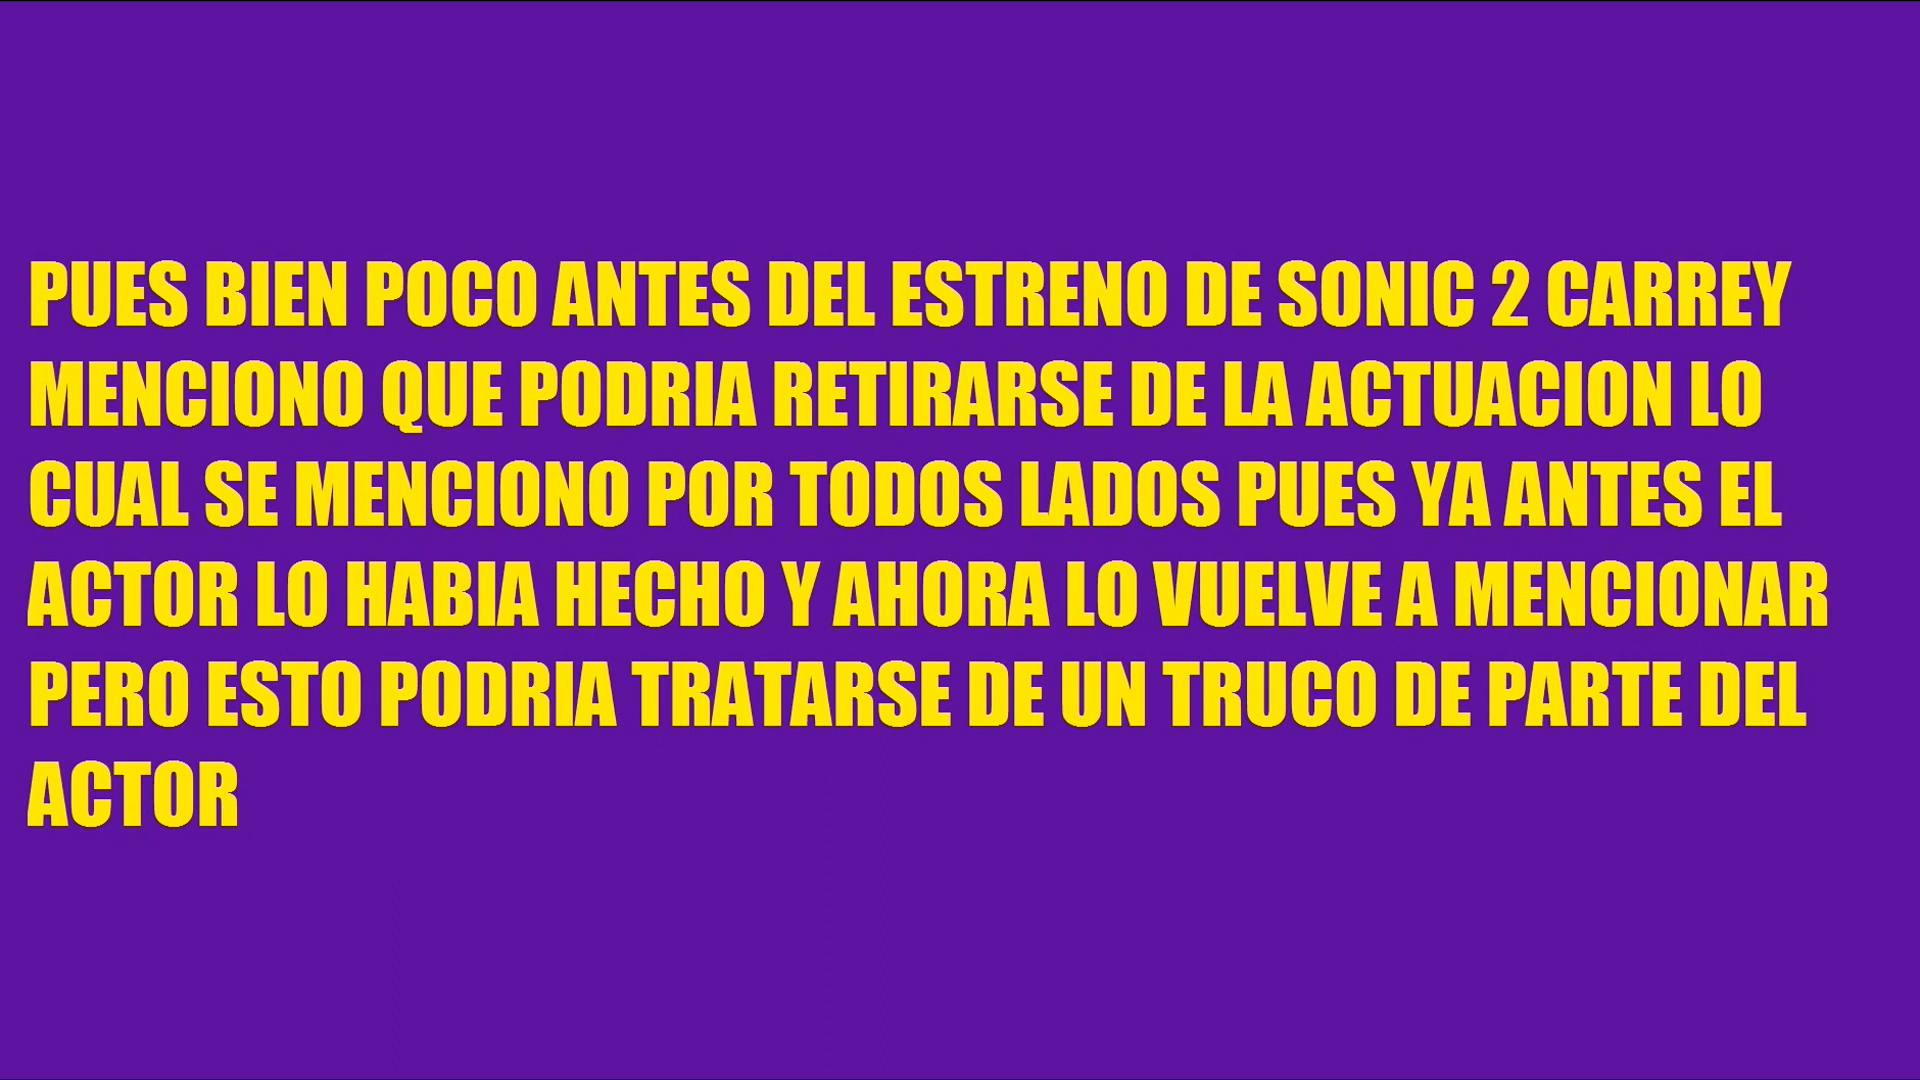 PUES BIEN POCO ANTES DEL ESTRENO DE SONIC 2 CARREY
MENCIONO QUE PODRIA RETIRARSE DE LA ACTUACION LO
CUAL SE MENCIONO POR TODOS LADOS PUES YA ANTES EL
ACTOR LO HABIA HECHO Y AHORA LO VUELVE A MENCIONAR
PERO ESTO PODRIA TRATARSE DE UN TRUCO DE PARTE DEL
ACTOR